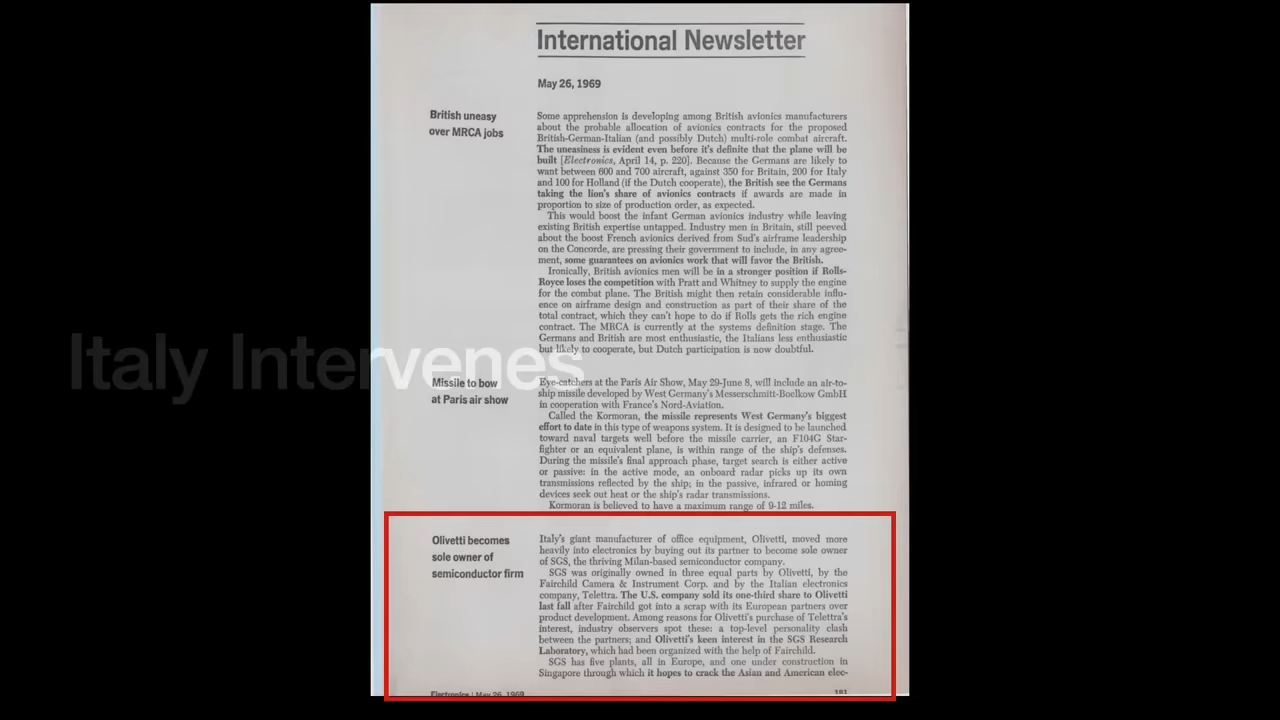 International Newsletter
May 26, 1969
British uneasy
over MRCA jobs
Some apprehension is developing among British avionics manufacturers
about the probable allocation of avionics contracts for the proposed
British-German-Italian (and possibly Dutch) multi-role combat aircraft.
The uneasiness is evident even before it's definite that the plane will be
built [Electronics, April 14, p. 220]. Because the Germans are likely to
want between 600 and 700 aircraft, against 350 for Britain, 200 for Italy
and 100 for Holland (if the Dutch cooperate), the British see the Germans
taking the lion's share of avionics contracts if awards are made in
proportion to size of production order, as expected.
This would boost the infant German avionics industry while leaving
existing British expertise untapped. Industry men in Britain, still peeved
about the boost French avionics derived from Sud's airframe leadership
on the Concorde, are pressing their government to include, in any agree-
ment, some guarantees on avionics work that will favor the British.
Ironically, British avionics men will be in a stronger position if Rolls-
Royce loses the competition with Pratt and Whitney to supply the engine
for the combat plane. The British might then retain considerable influ-
ence on airframe design and construction as part of their share of the
total contract, which they can't hope to do if Rolls gets the rich engine
contract. The MRCA is currently at the systems definition stage. The
Germans and British are most enthusiastic, the Italians less enthusiastic
but likely to cooperate, but Dutch participation is now doubtful.
Italy Intervenes
Missile to bow
at Paris air show
Eye-catchers at the Paris Air Show, May 29-June 8, will include an air-to-
ship missile developed by West Germany's Messerschmitt-Boelkow GmbH
in cooperation with France's Nord-Aviation.
Called the Kormoran, the missile represents West Germany's biggest
effort to date in this type of weapons system. It is designed to be launched
toward naval targets well before the missile carrier, an F104G Star-
fighter or an equivalent plane, is within range of the ship's defenses.
During the missile's final approach phase, target search is either active
or passive: in the active mode, an onboard radar picks up its own
transmissions reflected by the ship; in the passive, infrared or homing
devices seek out heat or the ship's radar transmissions.
Kormoran is believed to have a maximum range of 9-12 miles.
Olivetti becomes
sole owner of
semiconductor firm
Italy's giant manufacturer of office equipment, Olivetti, moved more
heavily into electronics by buying out its partner to become sole owner
of SGS, the thriving Milan-based semiconductor company.
SGS was originally owned in three equal parts by Olivetti, by the
Fairchild Camera & Instrument Corp. and by the Italian electronics
company, Telettra. The U.S. company sold its one-third share to Olivetti
last fall after Fairchild got into a scrap with its European partners over
product development. Among reasons for Olivetti's purchase of Telettra's
interest, industry observers spot these: a top-level personality clash
between the partners; and Olivetti's keen interest in the SGS Research
Laboratory, which had been organized with the help of Fairchild.
SGS has five plants, all in Europe, and one under construction in
Singapore through which it hopes to crack the Asian and American elec-
Electronics | May 26, 1969
181